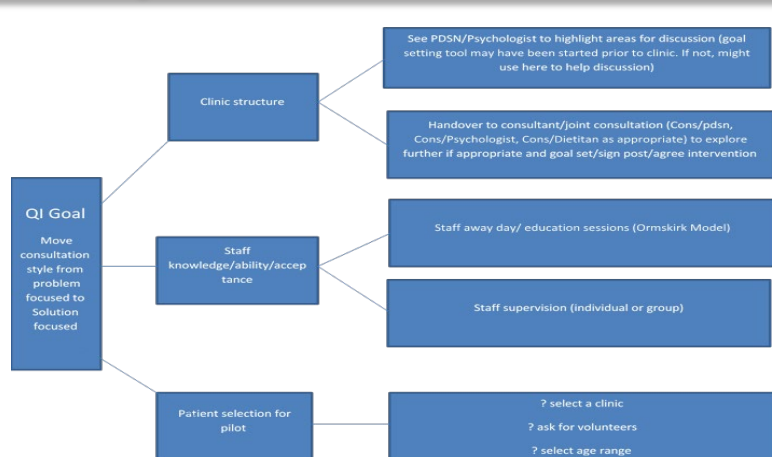 See PDSN/Psychologist to highlight areas for discussion (goal
setting tool may have been started prior to clinic. If not, might
use here to help discussion)
Clinic structure
Handover to consultant/joint consultation (Cons/pdsn,
Cons/Psychologist, Cons/Dietitan as appropriate) to explore
further if appropriate and goal set/sign post/agree intervention
QI Goal
Move
consultation
style from
problem
focused to
Solution
focused
Staff
knowledge/ability/accep
tance
Staff away day/ education sessions (Ormskirk Model)
Staff supervision (individual or group)
Patient selection for
pilot
? select a clinic
? ask for volunteers
? select age range